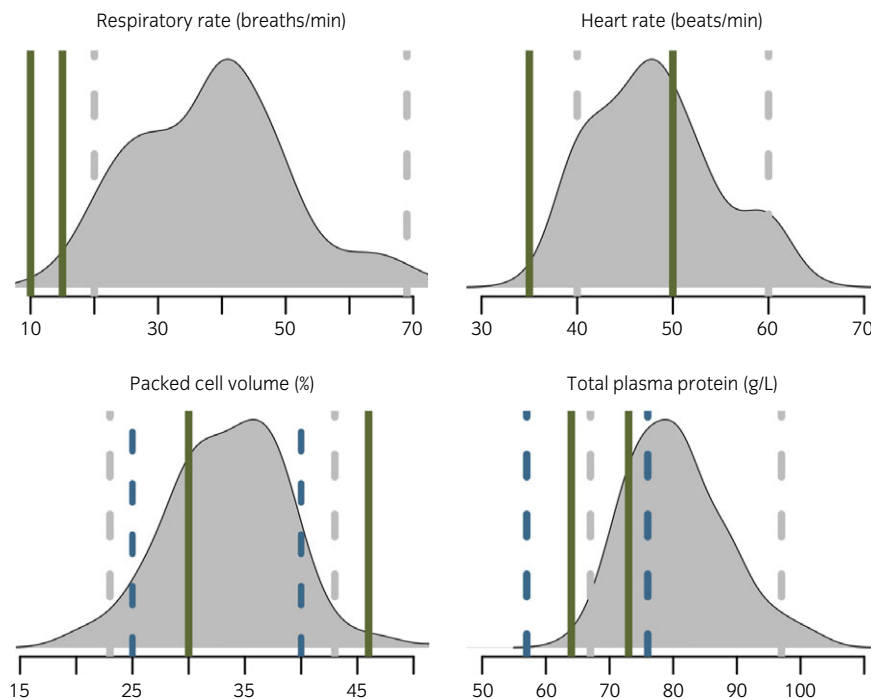 Respiratory rate (breaths/min)
Heart rate (beats/min)
10 30 50 70
30 40 50 60 70
Packed cell volume (%)
Total plasma protein (g/L)
15 25 35 45
50 60 70 80 100